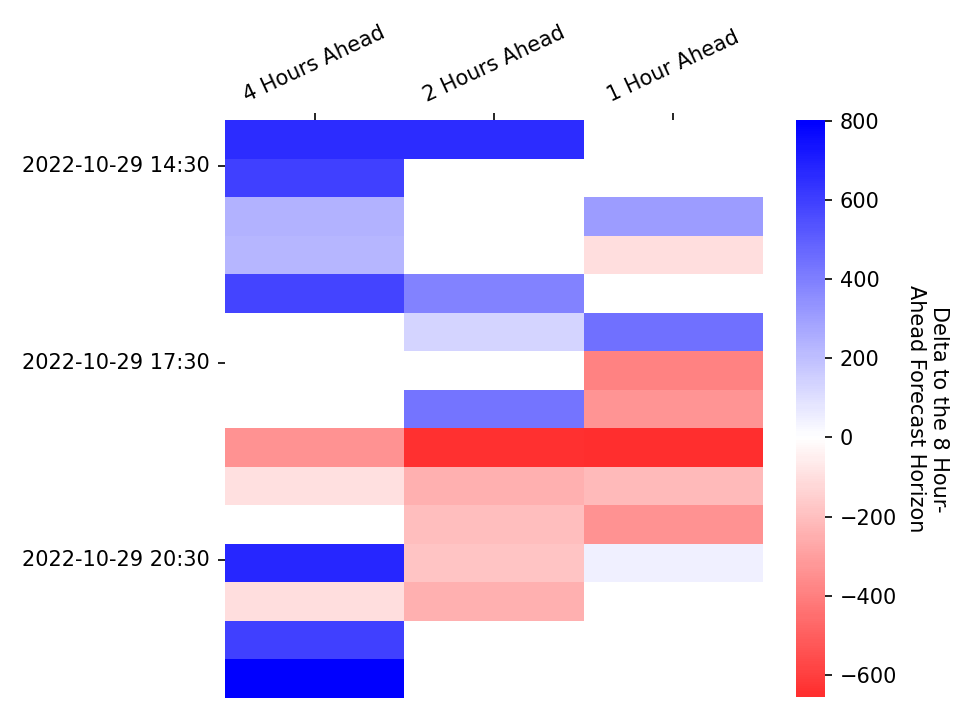 4 Hours Ahead
2 Hours Ahead
1 Hour Ahead
2022-10-29 14:30
2022-10-29 17:30
2022-10-29 20:30
800
600
400
200
0
−200
−400
−600
Delta to the 8 Hour-
Ahead Forecast Horizon